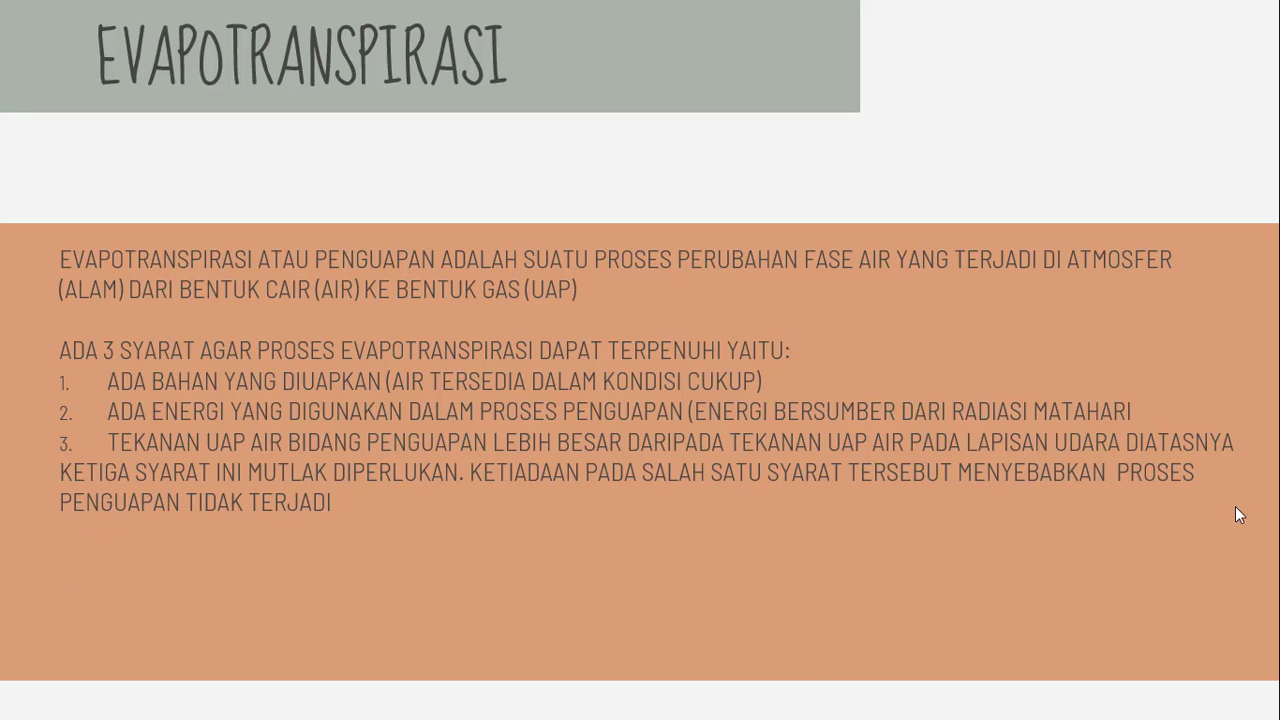 EVAPOTRANSPIRASI
EVAPOTRANSPIRASI ATAU PENGUAPAN ADALAH SUATU PROSES PERUBAHAN FASE AIR YANG TERJADI DI ATMOSFER
(ALAM) DARI BENTUK CAIR (AIR) KE BENTUK GAS (UAP)
ADA 3 SYARAT AGAR PROSES EVAPOTRANSPIRASI DAPAT TERPENUHI YAITU:
1. ADA BAHAN YANG DIUAPKAN (AIR TERSEDIA DALAM KONDISI CUKUP)
2. ADA ENERGI YANG DIGUNAKAN DALAM PROSES PENGUAPAN (ENERGI BERSUMBER DARI RADIASI MATAHARI
3. TEKANAN UAP AIR BIDANG PENGUAPAN LEBIH BESAR DARIPADA TEKANAN UAP AIR PADA LAPISAN UDARA DIATASNYA
KETIGA SYARAT INI MUTLAK DIPERLUKAN. KETIADAAN PADA SALAH SATU SYARAT TERSEBUT MENYEBABKAN PROSES
PENGUAPAN TIDAK TERJADI